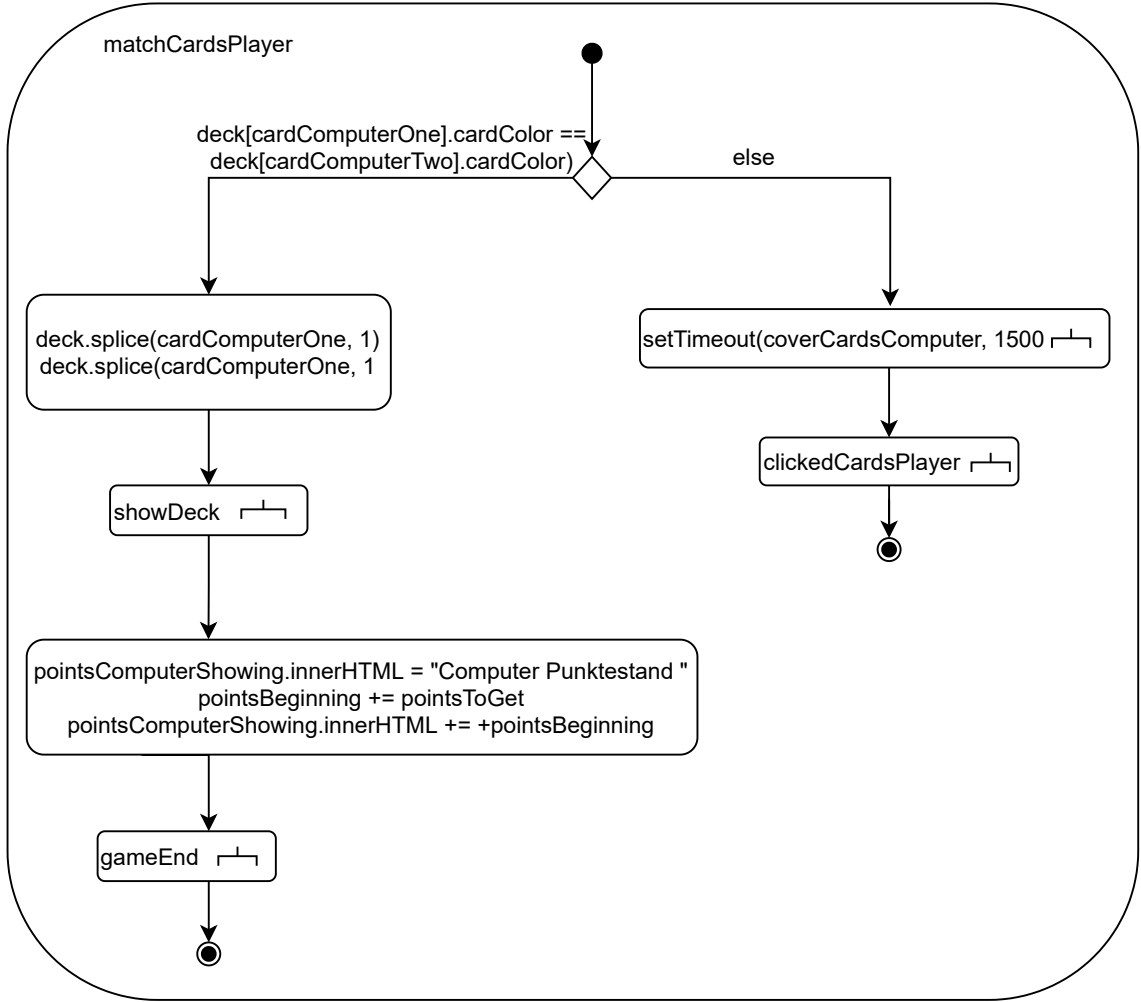 matchCardsPlayer
deck[cardComputerOne].cardColor ==
deck[cardComputerTwo].cardColor)
else
deck.splice(cardComputerOne, 1)
deck.splice(cardComputerOne, 1
setTimeout(coverCardsComputer, 1500
clickedCardsPlayer
showDeck
pointsComputerShowing.innerHTML = "Computer Punktestand "
pointsBeginning += pointsToGet
pointsComputerShowing.innerHTML += +pointsBeginning
gameEnd